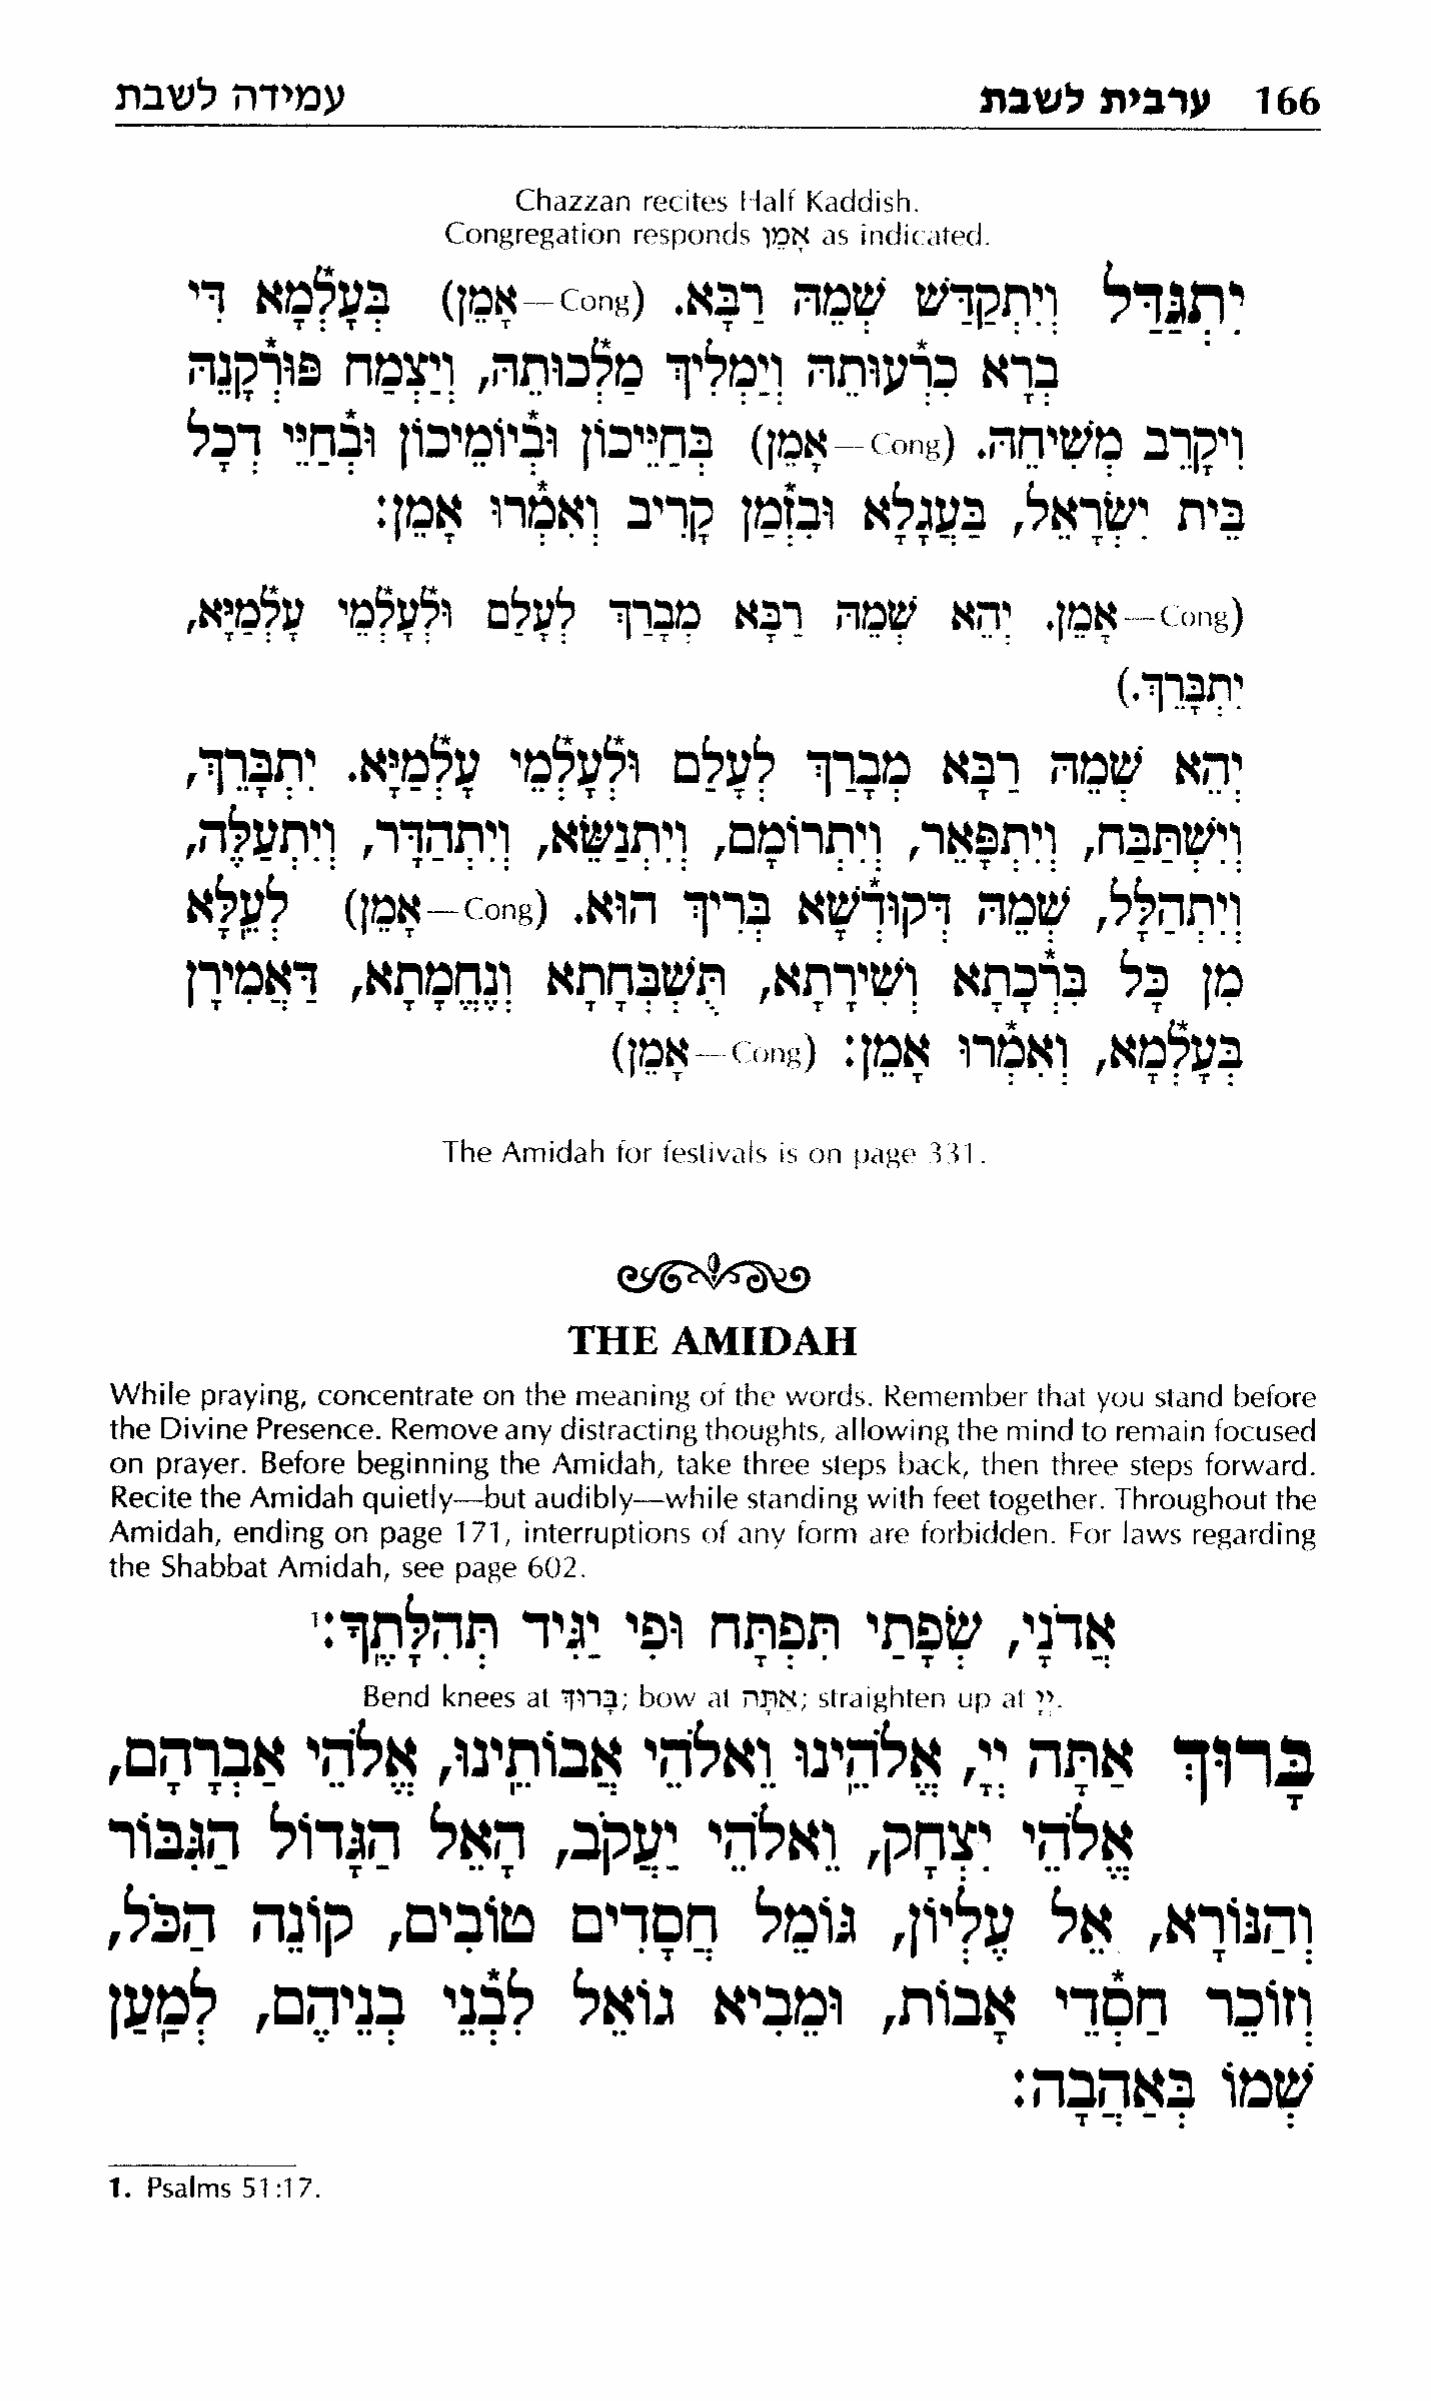 166 ערבית לשבת עמידה לשבת
Chazzan recites Half Kaddish.
Congregation responds אָמֵן as indicated.
יִתְגַּדַּל וְיִתְקַדַּשׁ שְׁמֵהּ רַבָּא. (Cong—אָמֵן) בְּעָלְ*מָא דִּי
בְרָא כִרְ*עוּתֵהּ וְיַמְלִיךְ מַלְ*כוּתֵהּ, וְיַצְמַח פּוּרְ*קָנֵהּ
וִיקָרֵב מְשִׁיחֵהּ. (Cong—אָמֵן) בְּחַיֵּיכוֹן וּבְ*יוֹמֵיכוֹן וּבְ*חַיֵּי דְכָל
בֵּית יִשְׂרָאֵל, בַּעֲגָלָא וּבִזְ*מַן קָרִיב וְאִמְ*רוּ אָמֵן:
(Cong—אָמֵן. יְהֵא שְׁמֵהּ רַבָּא מְבָרַךְ לְעָלַם וּלְ*עָלְ*מֵי עָלְ*מַיָּא,
יִתְבָּרֵךְ.)
יְהֵא שְׁמֵהּ רַבָּא מְבָרַךְ לְעָלַם וּלְ*עָלְ*מֵי עָלְ*מַיָּא. יִתְבָּרֵךְ,
וְיִשְׁתַּבַּח, וְיִתְפָּאֵר, וְיִתְרוֹמָם, וְיִתְנַשֵּׂא, וְיִתְהַדָּר, וְיִתְעַלֶּה,
וְיִתְהַלָּל, שְׁמֵהּ דְּקוּדְ*שָׁא בְּרִיךְ הוּא. (Cong—אָמֵן) לְעֵלָּא
מִן כָּל בִּרְ*כָתָא וְשִׁירָתָא, תֻּשְׁבְּחָתָא וְנֶחֱמָתָא, דַּאֲמִירָן
בְּעָלְ*מָא, וְאִמְ*רוּ אָמֵן: (Cong—אָמֵן)
The Amidah for festivals is on page 331.
THE AMIDAH
While praying, concentrate on the meaning of the words. Remember that you stand before
the Divine Presence. Remove any distracting thoughts, allowing the mind to remain focused
on prayer. Before beginning the Amidah, take three steps back, then three steps forward.
Recite the Amidah quietly—but audibly—while standing with feet together. Throughout the
Amidah, ending on page 171, interruptions of any form are forbidden. For laws regarding
the Shabbat Amidah, see page 602.
אֲדֹנָי, שְׂפָתַי תִּפְתָּח וּפִי יַגִּיד תְּהִלָּתֶךָ:¹
Bend knees at בָּרוּךְ; bow at אַתָּה; straighten up at יְיָ.
בָּרוּךְ אַתָּה יְיָ, אֱלֹהֵינוּ וֵאלֹהֵי אֲבוֹתֵינוּ, אֱלֹהֵי אַבְרָהָם,
אֱלֹהֵי יִצְחָק, וֵאלֹהֵי יַעֲקֹב, הָאֵל הַגָּדוֹל הַגִּבּוֹר
וְהַנּוֹרָא, אֵל עֶלְיוֹן, גּוֹמֵל חֲסָדִים טוֹבִים, קוֹנֵה הַכֹּל,
וְזוֹכֵר חַסְ*דֵי אָבוֹת, וּמֵבִיא גוֹאֵל לִבְ*נֵי בְנֵיהֶם, לְמַעַן
שְׁמוֹ בְּאַהֲבָה:
1. Psalms 51:17.